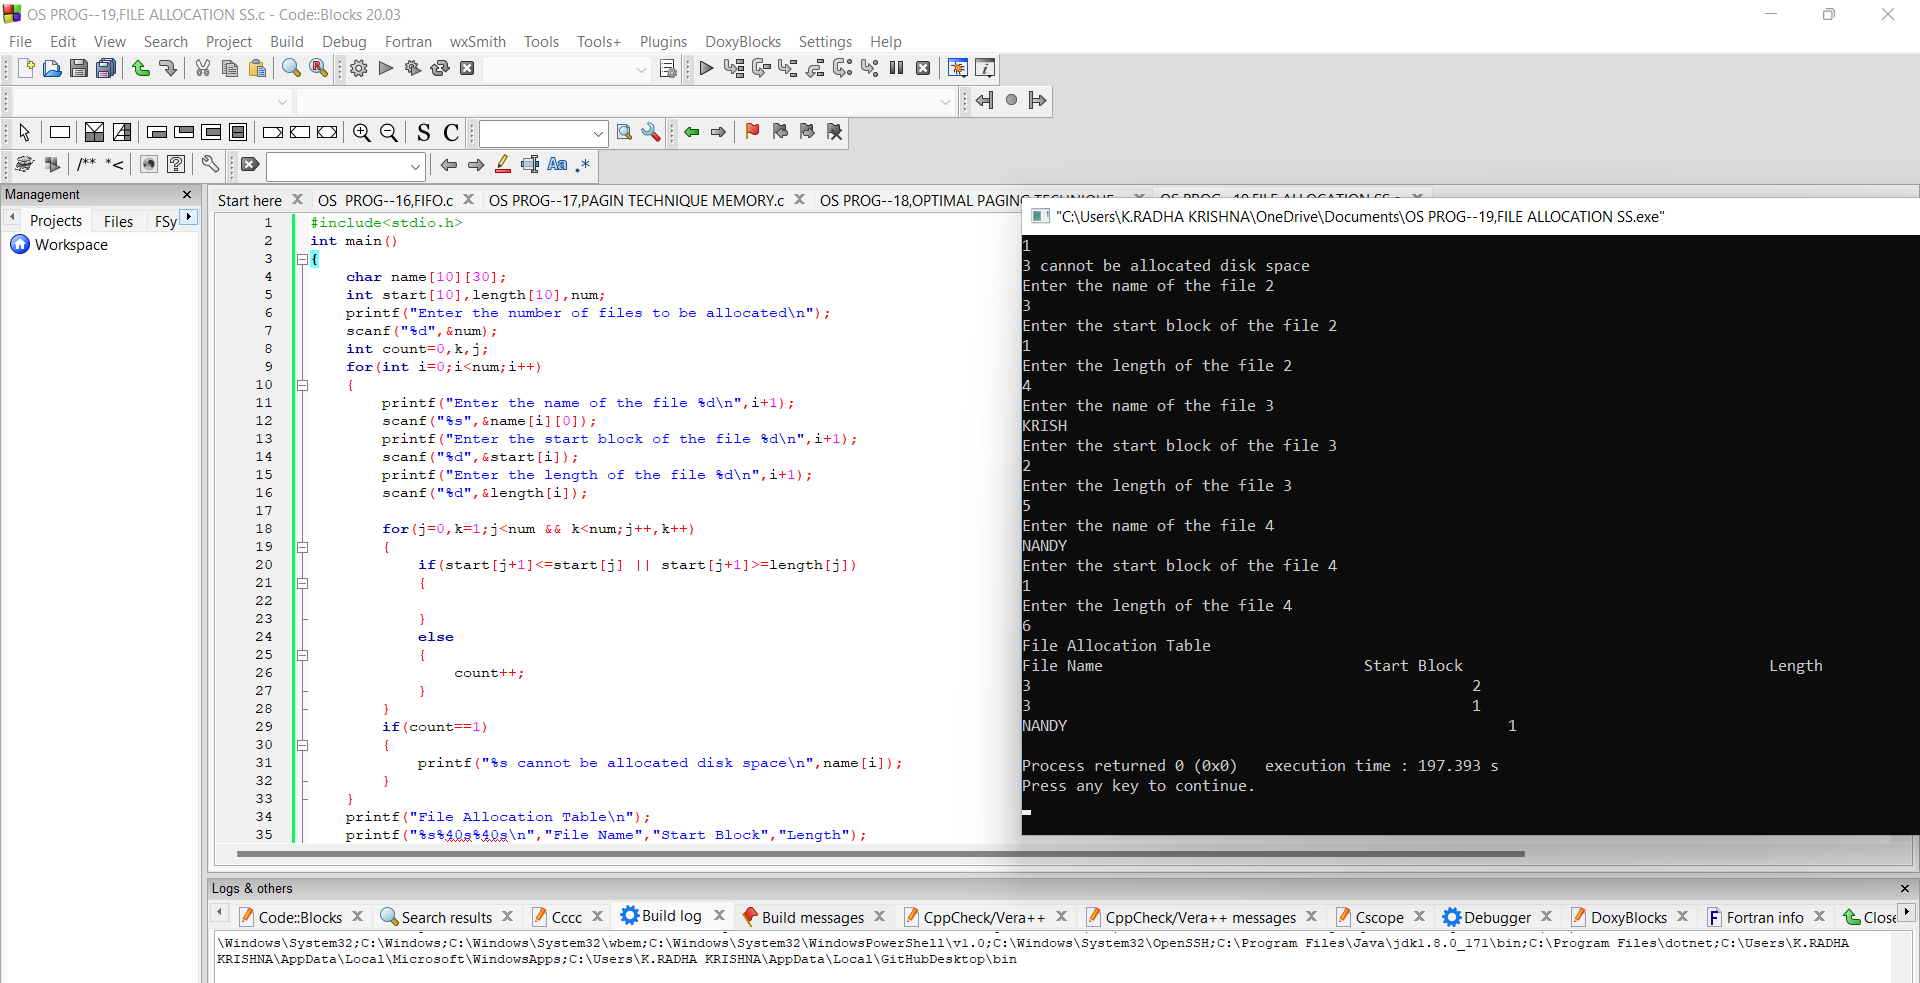 OS PROG--19,FILE ALLOCATION SS.c - Code::Blocks 20.03
File Edit View Search Project Build Debug Fortran wxSmith Tools Tools+ Plugins DoxyBlocks Settings Help
S C
/** *<
Aa .*
Management
Projects Files FSy
Workspace
Start here OS PROG--16,FIFO.c OS PROG--17,PAGIN TECHNIQUE MEMORY.c OS PROG--18,OPTIMAL PAGING TECHNIQUE
1 #include<stdio.h>
2 int main()
3 {
4 char name[10][30];
5 int start[10],length[10],num;
6 printf("Enter the number of files to be allocated\n");
7 scanf("%d",&num);
8 int count=0,k,j;
9 for(int i=0;i<num;i++)
10 {
11 printf("Enter the name of the file %d\n",i+1);
12 scanf("%s",&name[i][0]);
13 printf("Enter the start block of the file %d\n",i+1);
14 scanf("%d",&start[i]);
15 printf("Enter the length of the file %d\n",i+1);
16 scanf("%d",&length[i]);
17
18 for(j=0,k=1;j<num && k<num;j++,k++)
19 {
20 if(start[j+1]<=start[j] || start[j+1]>=length[j])
21 {
22
23 }
24 else
25 {
26 count++;
27 }
28 }
29 if(count==1)
30 {
31 printf("%s cannot be allocated disk space\n",name[i]);
32 }
33 }
34 printf("File Allocation Table\n");
35 printf("%s%40s%40s\n","File Name","Start Block","Length");
"C:\Users\K.RADHA KRISHNA\OneDrive\Documents\OS PROG--19,FILE ALLOCATION SS.exe"
1
3 cannot be allocated disk space
Enter the name of the file 2
3
Enter the start block of the file 2
1
Enter the length of the file 2
4
Enter the name of the file 3
KRISH
Enter the start block of the file 3
2
Enter the length of the file 3
5
Enter the name of the file 4
NANDY
Enter the start block of the file 4
1
Enter the length of the file 4
6
File Allocation Table
File Name Start Block Length
3 2
3 1
NANDY 1
Process returned 0 (0x0) execution time : 197.393 s
Press any key to continue.
Logs & others
Code::Blocks Search results Cccc Build log Build messages CppCheck/Vera++ CppCheck/Vera++ messages Cscope Debugger DoxyBlocks Fortran info Close
\Windows\System32;C:\Windows;C:\Windows\System32\wbem;C:\Windows\System32\WindowsPowerShell\v1.0;C:\Windows\System32\OpenSSH;C:\Program Files\Java\jdk1.8.0_171\bin;C:\Program Files\dotnet;C:\Users\K.RADHA
KRISHNA\AppData\Local\Microsoft\WindowsApps;C:\Users\K.RADHA KRISHNA\AppData\Local\GitHubDesktop\bin